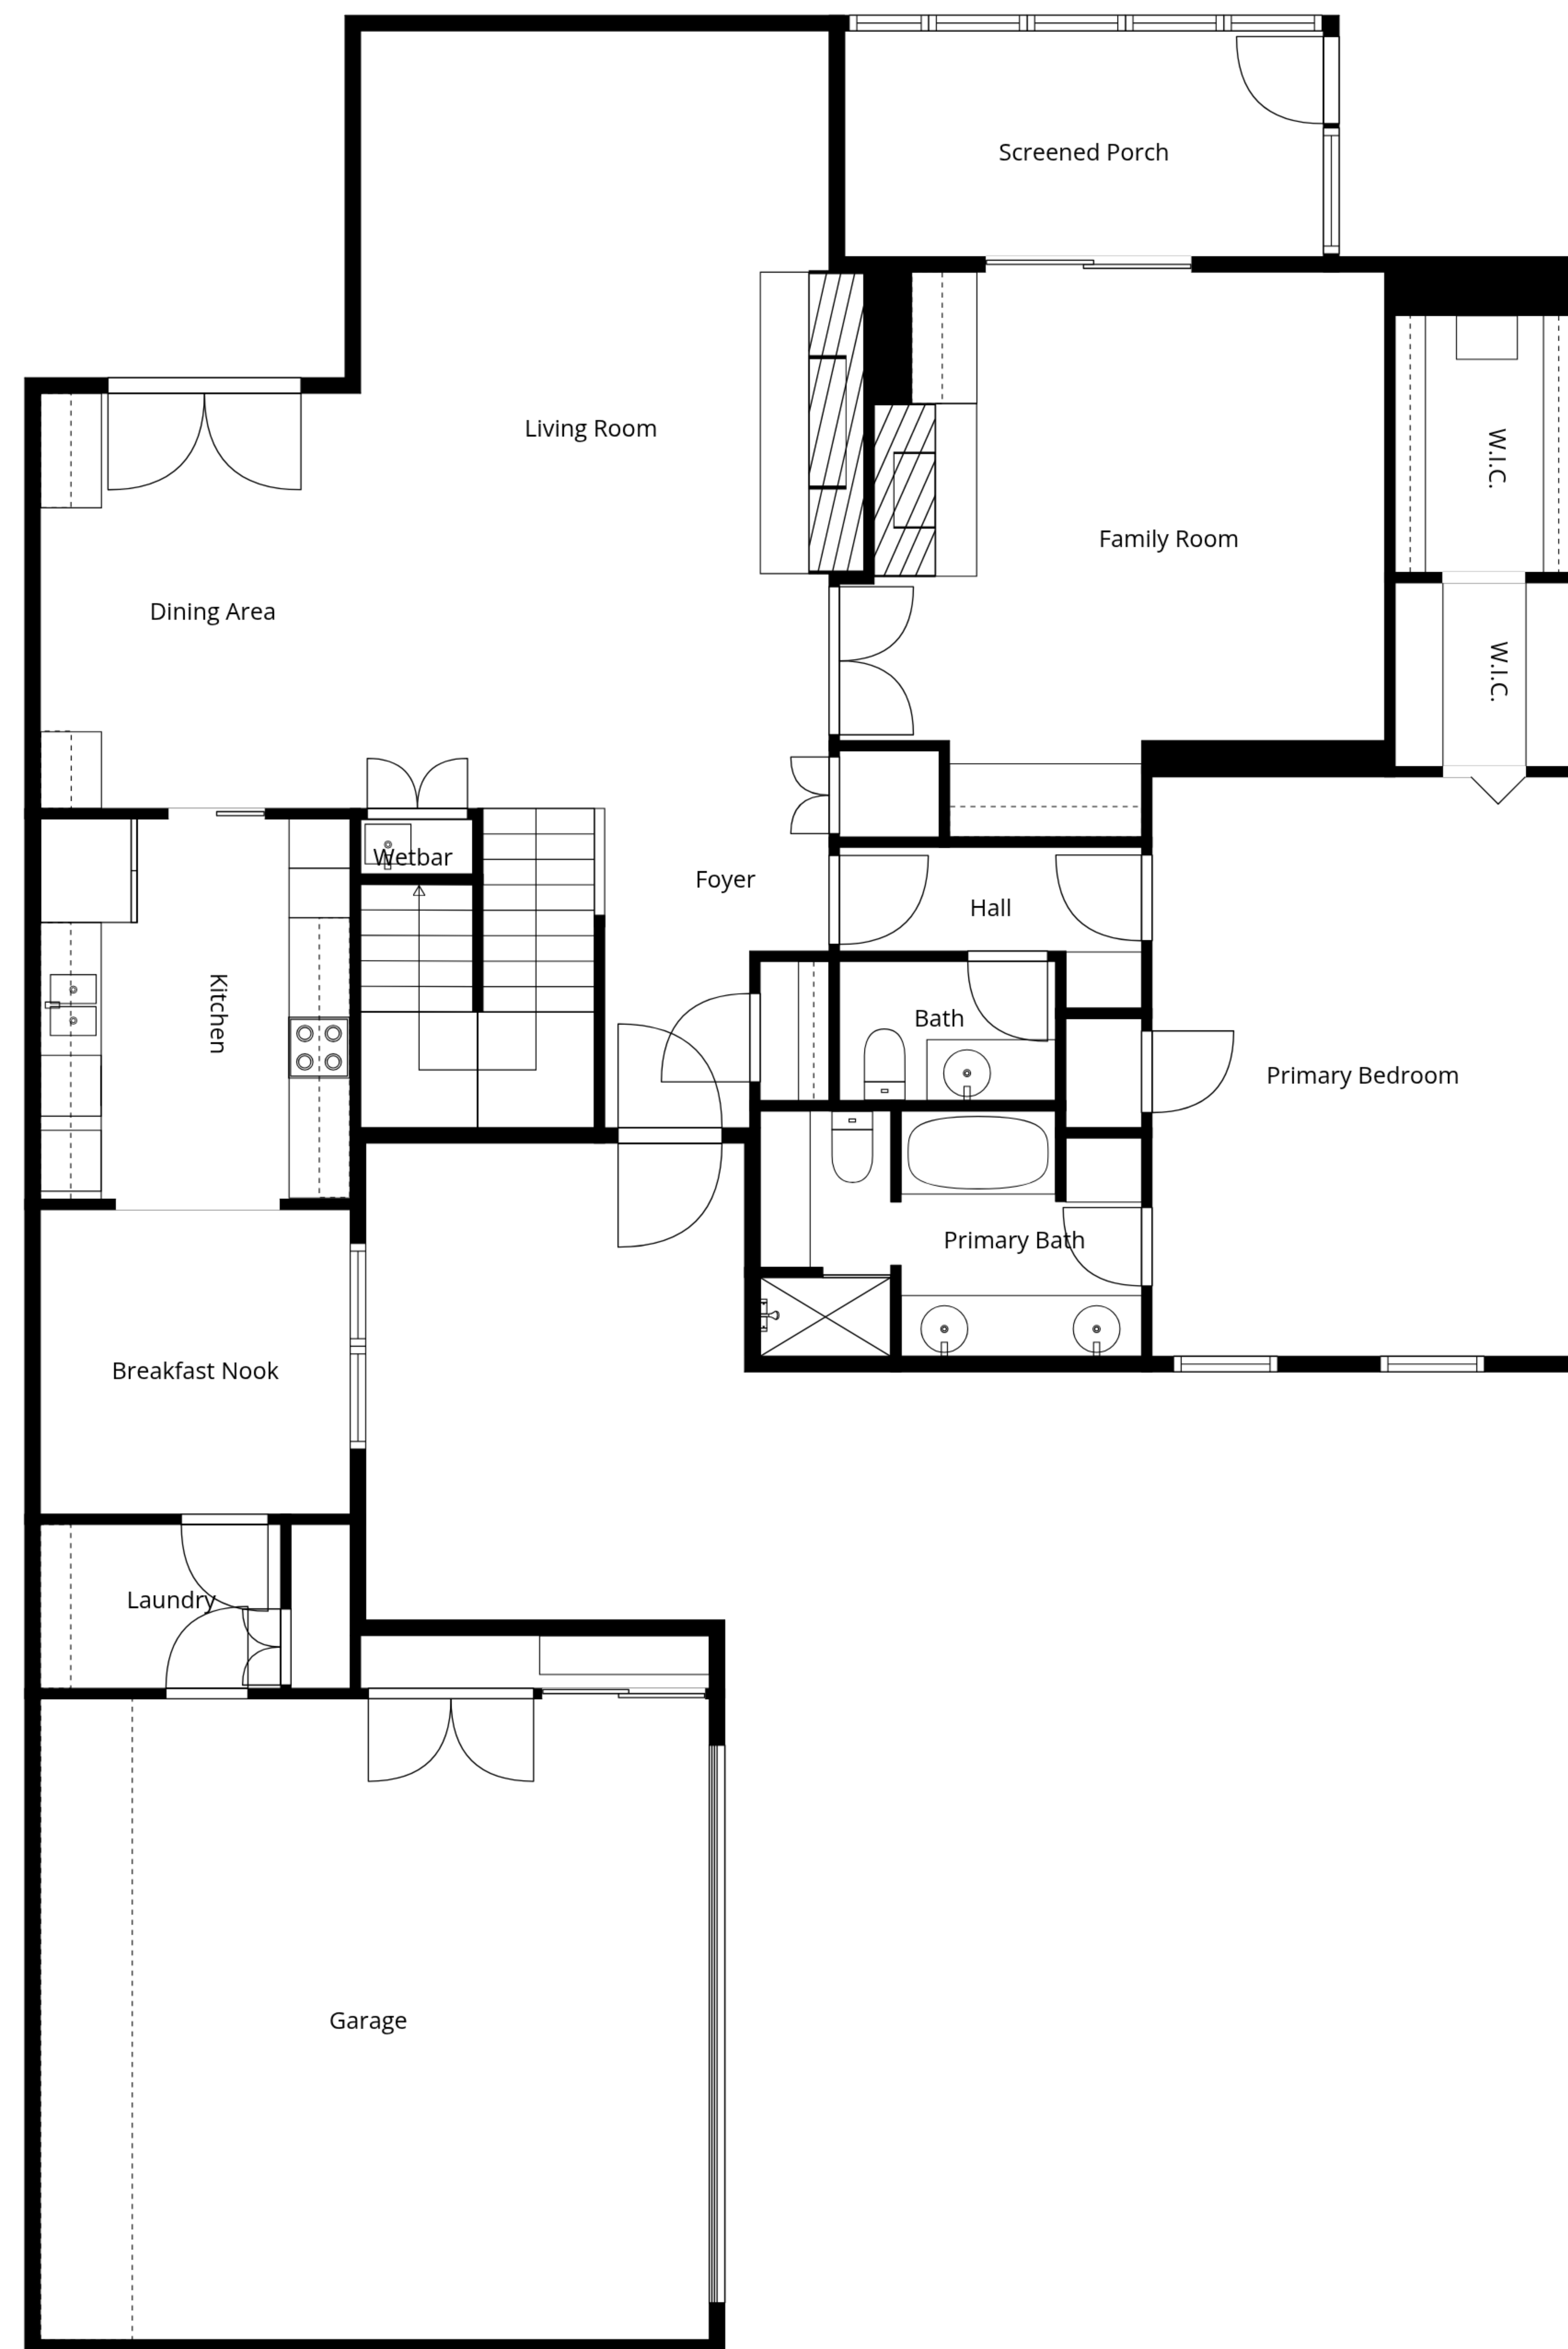 Screened Porch
Living Room
W.I.C.
Family Room
Dining Area
W.I.C.
Wetbar
Foyer
Hall
Kitchen
Bath
Primary Bedroom
Primary Bath
Breakfast Nook
Laundry
Garage